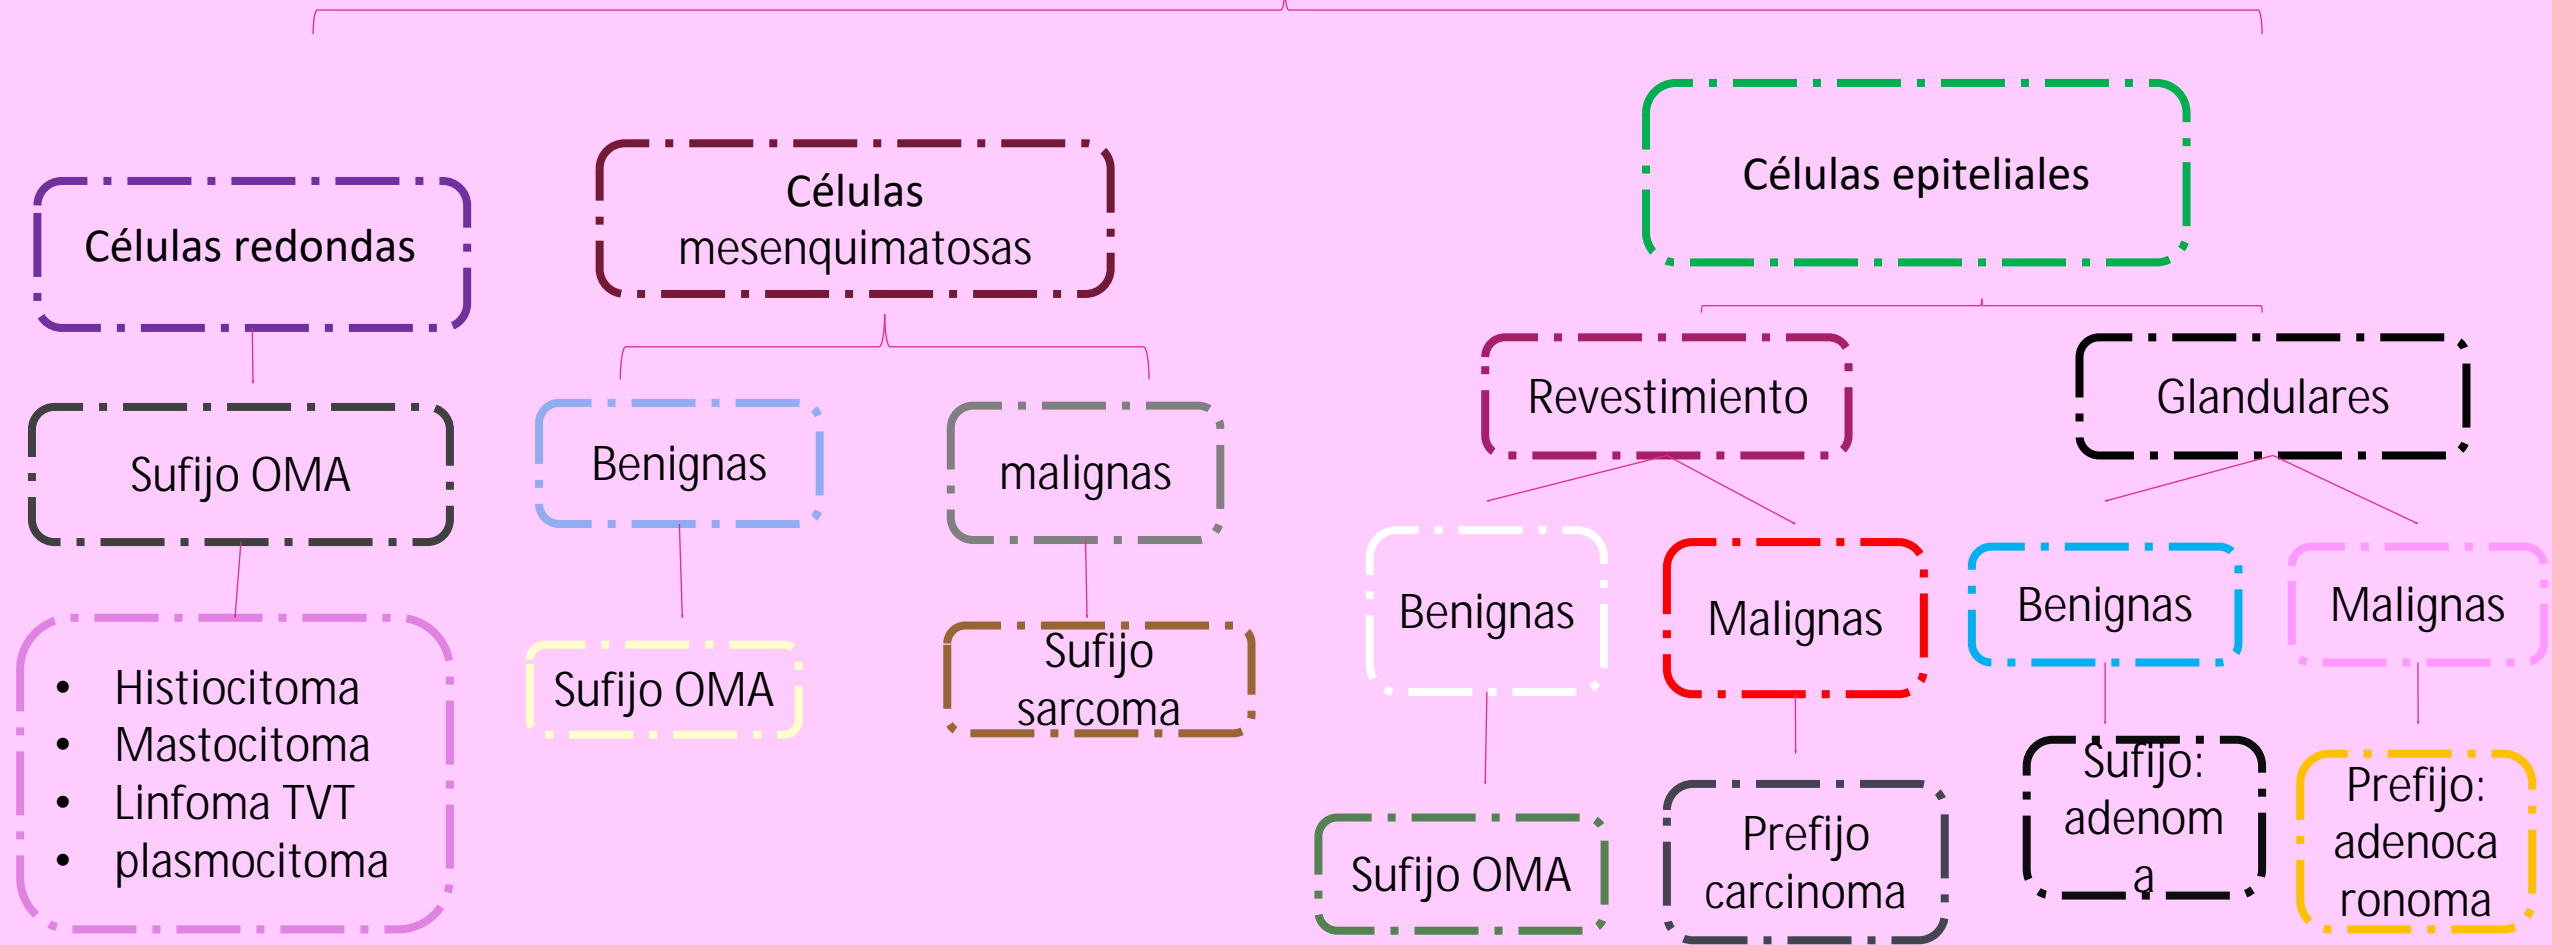 Células redondas
Sufijo OMA
• Histiocitoma
• Mastocitoma
• Linfoma TVT
• plasmocitoma
Células
mesenquimatosas
Benignas
Sufijo OMA
malignas
Sufijo
sarcoma
Células epiteliales
Revestimiento
Benignas
Sufijo OMA
Malignas
Prefijo
carcinoma
Glandulares
Benignas
Sufijo:
adenom
a
Malignas
Prefijo:
adenoca
ronoma